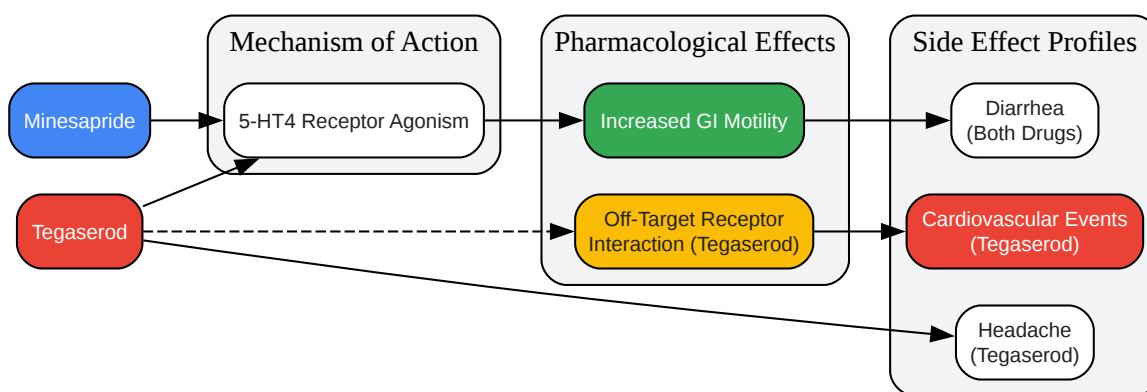 Mechanism of Action
Pharmacological Effects
Side Effect Profiles
Minesapride
5-HT4 Receptor Agonism
Increased GI Motility
Diarrhea
(Both Drugs)
Tegaserod
Off-Target Receptor
Interaction (Tegaserod)
Cardiovascular Events
(Tegaserod)
Headache
(Tegaserod)